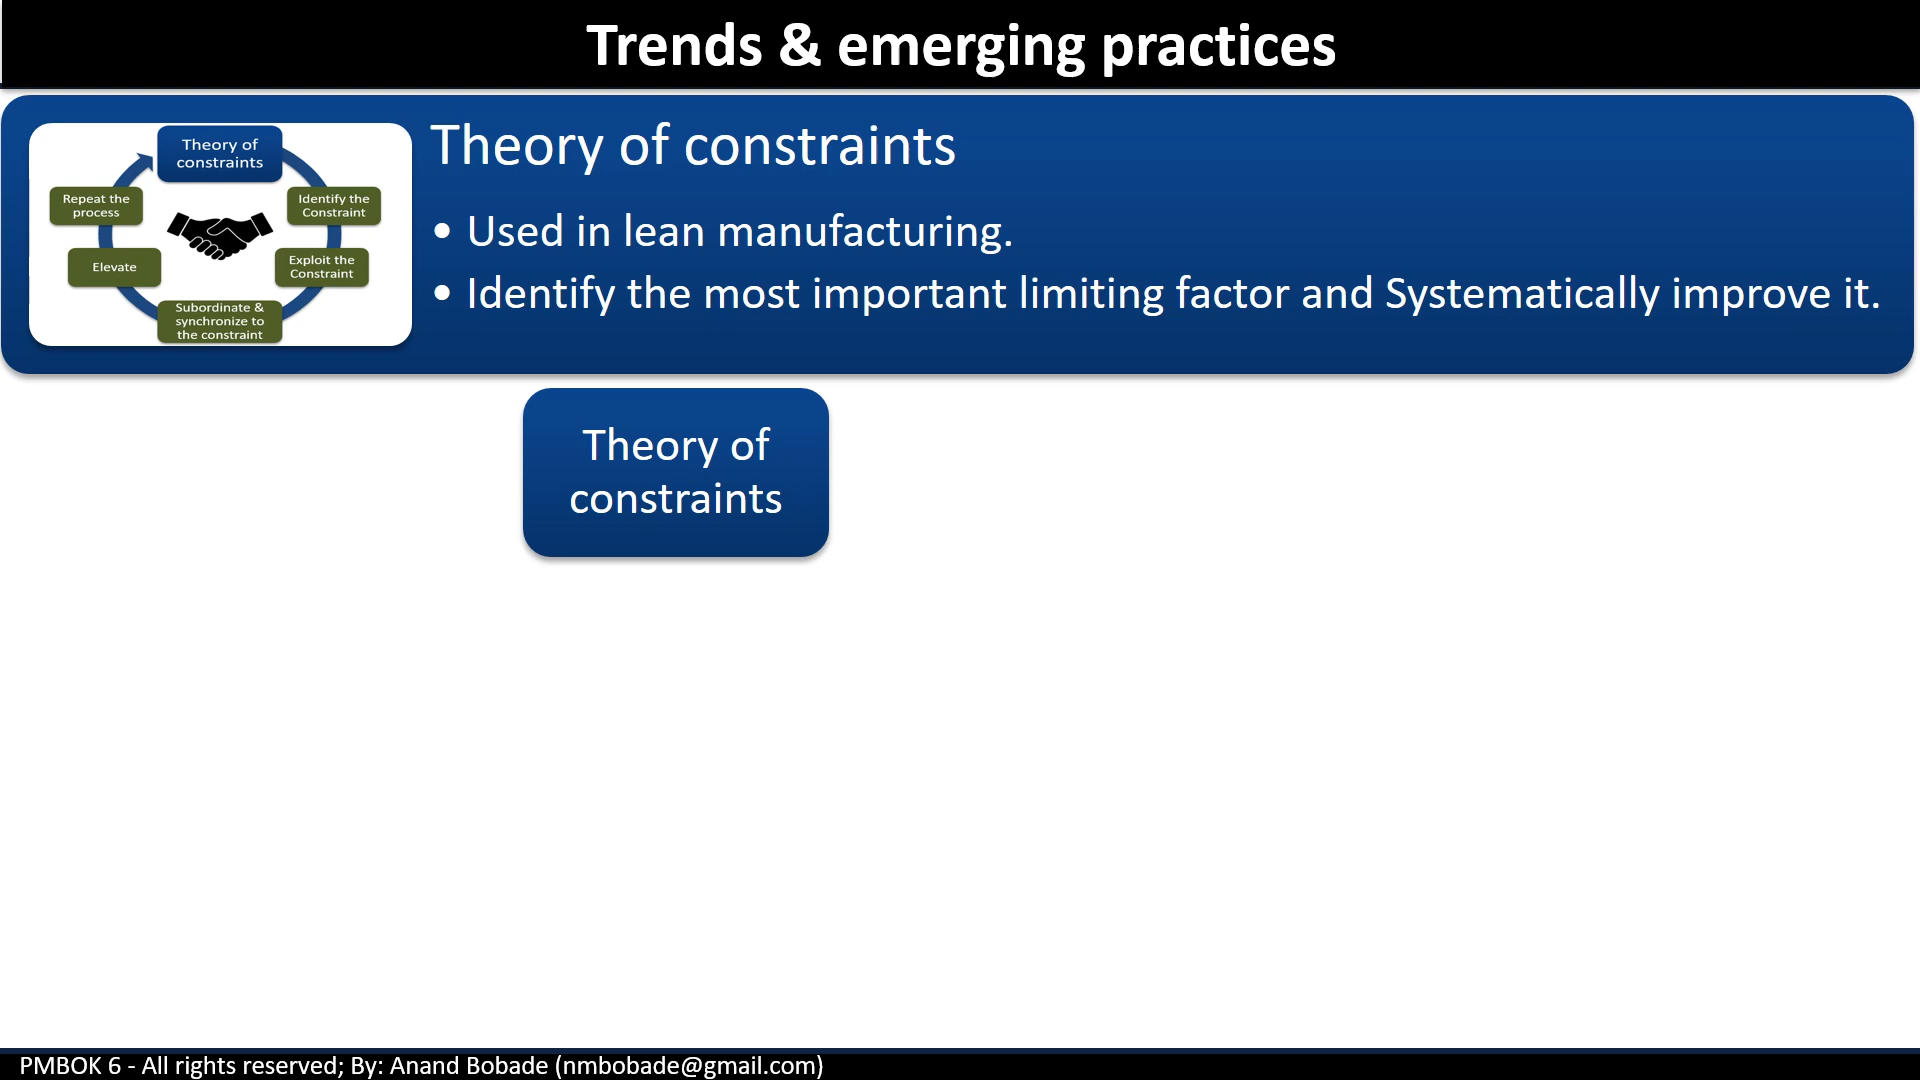 Trends & emerging practices
Theory of
constraints
Repeat the
process
Identify the
Constraint
Elevate
Exploit the
Constraint
Subordinate &
synchronize to
the constraint
Theory of constraints
• Used in lean manufacturing.
• Identify the most important limiting factor and Systematically improve it.
Theory of
constraints
PMBOK 6 - All rights reserved; By: Anand Bobade (nmbobade@gmail.com)